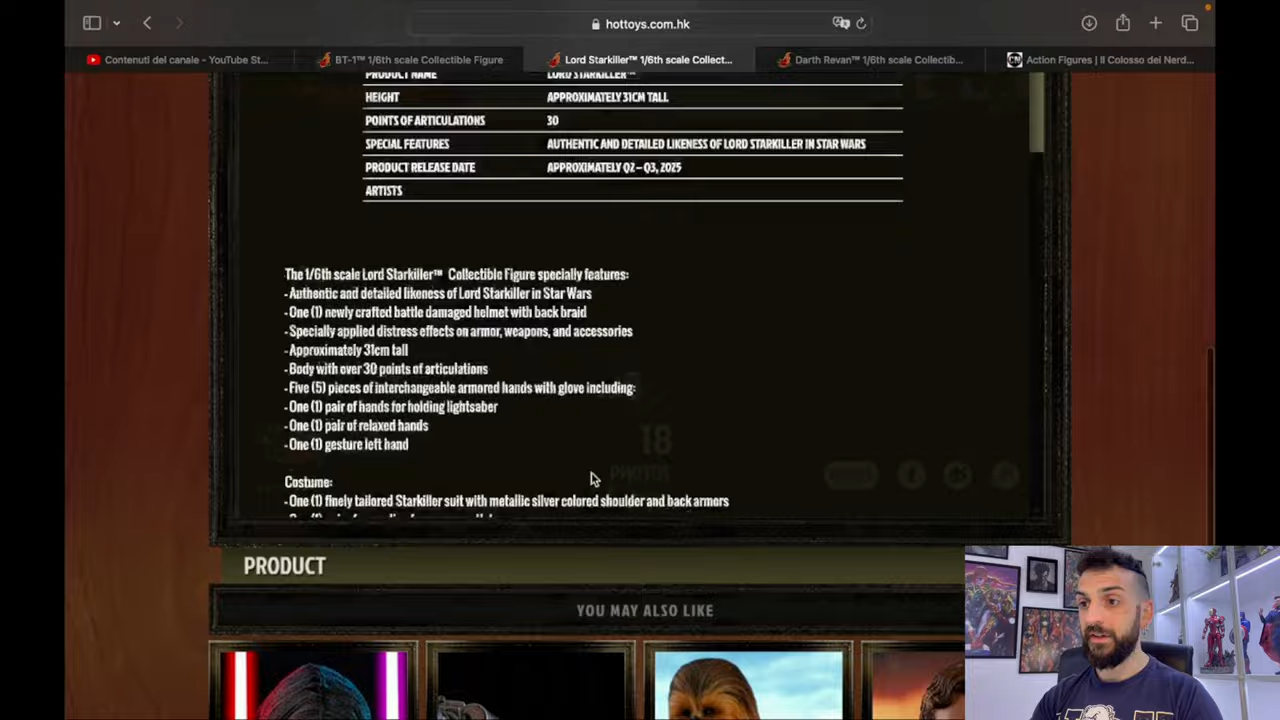 hottoys.com.hk
Contenuti del canale - YouTube St...
BT-1™ 1/6th scale Collectible Figure
Lord Starkiller™ 1/6th scale Collect...
Darth Revan™ 1/6th scale Collectib...
Action Figures | Il Colosso del Nerd...
PRODUCT NAME LORD STARKILLER™
HEIGHT APPROXIMATELY 31CM TALL
POINTS OF ARTICULATIONS 30
SPECIAL FEATURES AUTHENTIC AND DETAILED LIKENESS OF LORD STARKILLER IN STAR WARS
PRODUCT RELEASE DATE APPROXIMATELY Q2 – Q3, 2025
ARTISTS
The 1/6th scale Lord Starkiller™ Collectible Figure specially features:
- Authentic and detailed likeness of Lord Starkiller in Star Wars
- One (1) newly crafted battle damaged helmet with back braid
- Specially applied distress effects on armor, weapons, and accessories
- Approximately 31cm tall
- Body with over 30 points of articulations
- Five (5) pieces of interchangeable armored hands with glove including:
- One (1) pair of hands for holding lightsaber
- One (1) pair of relaxed hands
- One (1) gesture left hand
18
PHOTOS
Costume:
- One (1) finely tailored Starkiller suit with metallic silver colored shoulder and back armors
PRODUCT
YOU MAY ALSO LIKE